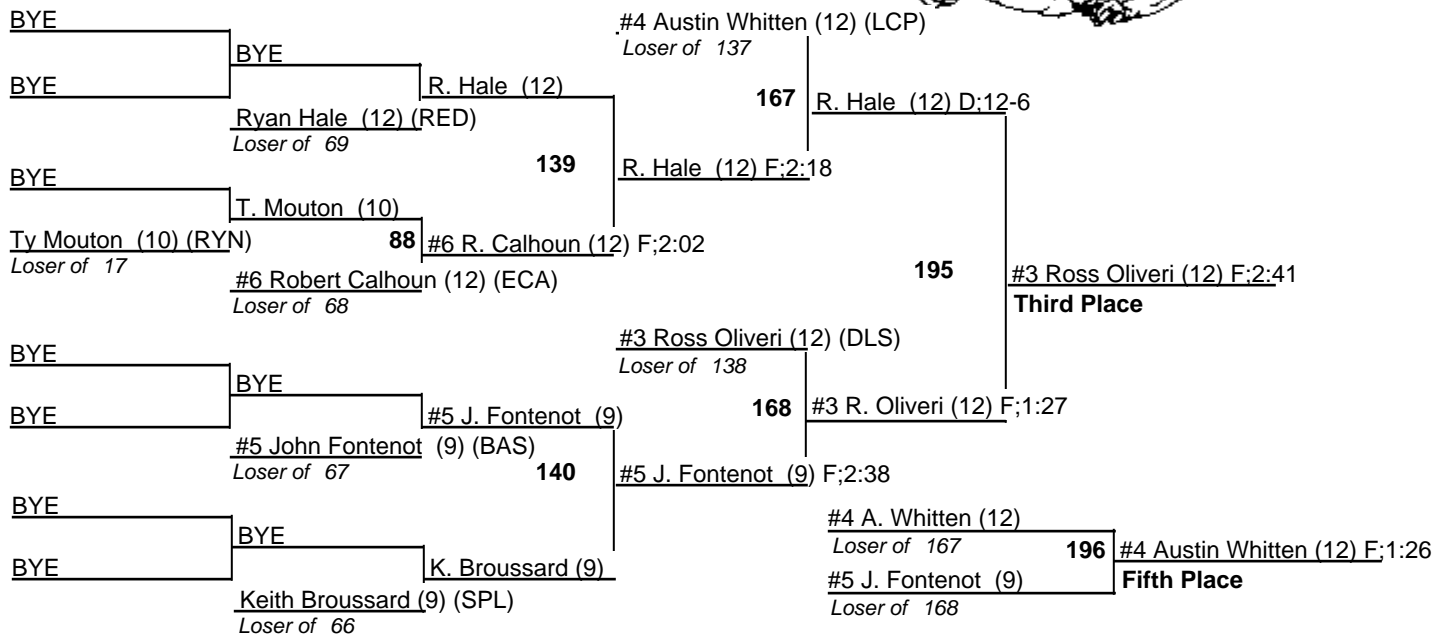 BYE
BYE
BYE
Ryan Hale (12) (RED)
Loser of 69
R. Hale (12)
BYE
T. Mouton (10)
Ty Mouton (10) (RYN)
Loser of 17
88
#6 R. Calhoun (12) F;2:02
#6 Robert Calhoun (12) (ECA)
Loser of 68
139
R. Hale (12) F;2:18
#4 Austin Whitten (12) (LCP)
Loser of 137
167
R. Hale (12) D;12-6
195
#3 Ross Oliveri (12) F;2:41
Third Place
BYE
BYE
BYE
#5 J. Fontenot (9)
#5 John Fontenot (9) (BAS)
Loser of 67
140
#5 J. Fontenot (9) F;2:38
#3 Ross Oliveri (12) (DLS)
Loser of 138
168
#3 R. Oliveri (12) F;1:27
BYE
BYE
BYE
K. Broussard (9)
Keith Broussard (9) (SPL)
Loser of 66
#4 A. Whitten (12)
Loser of 167
196
#4 Austin Whitten (12) F;1:26
Fifth Place
#5 J. Fontenot (9)
Loser of 168